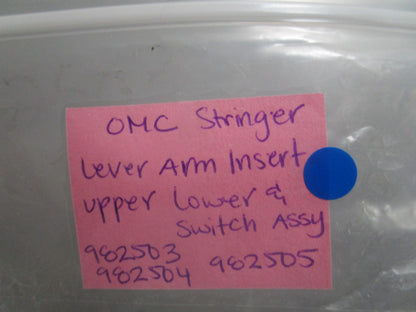 OMC Stringer
Lever Arm Insert
upper Lower &
Switch Assy
982503
982504 982505